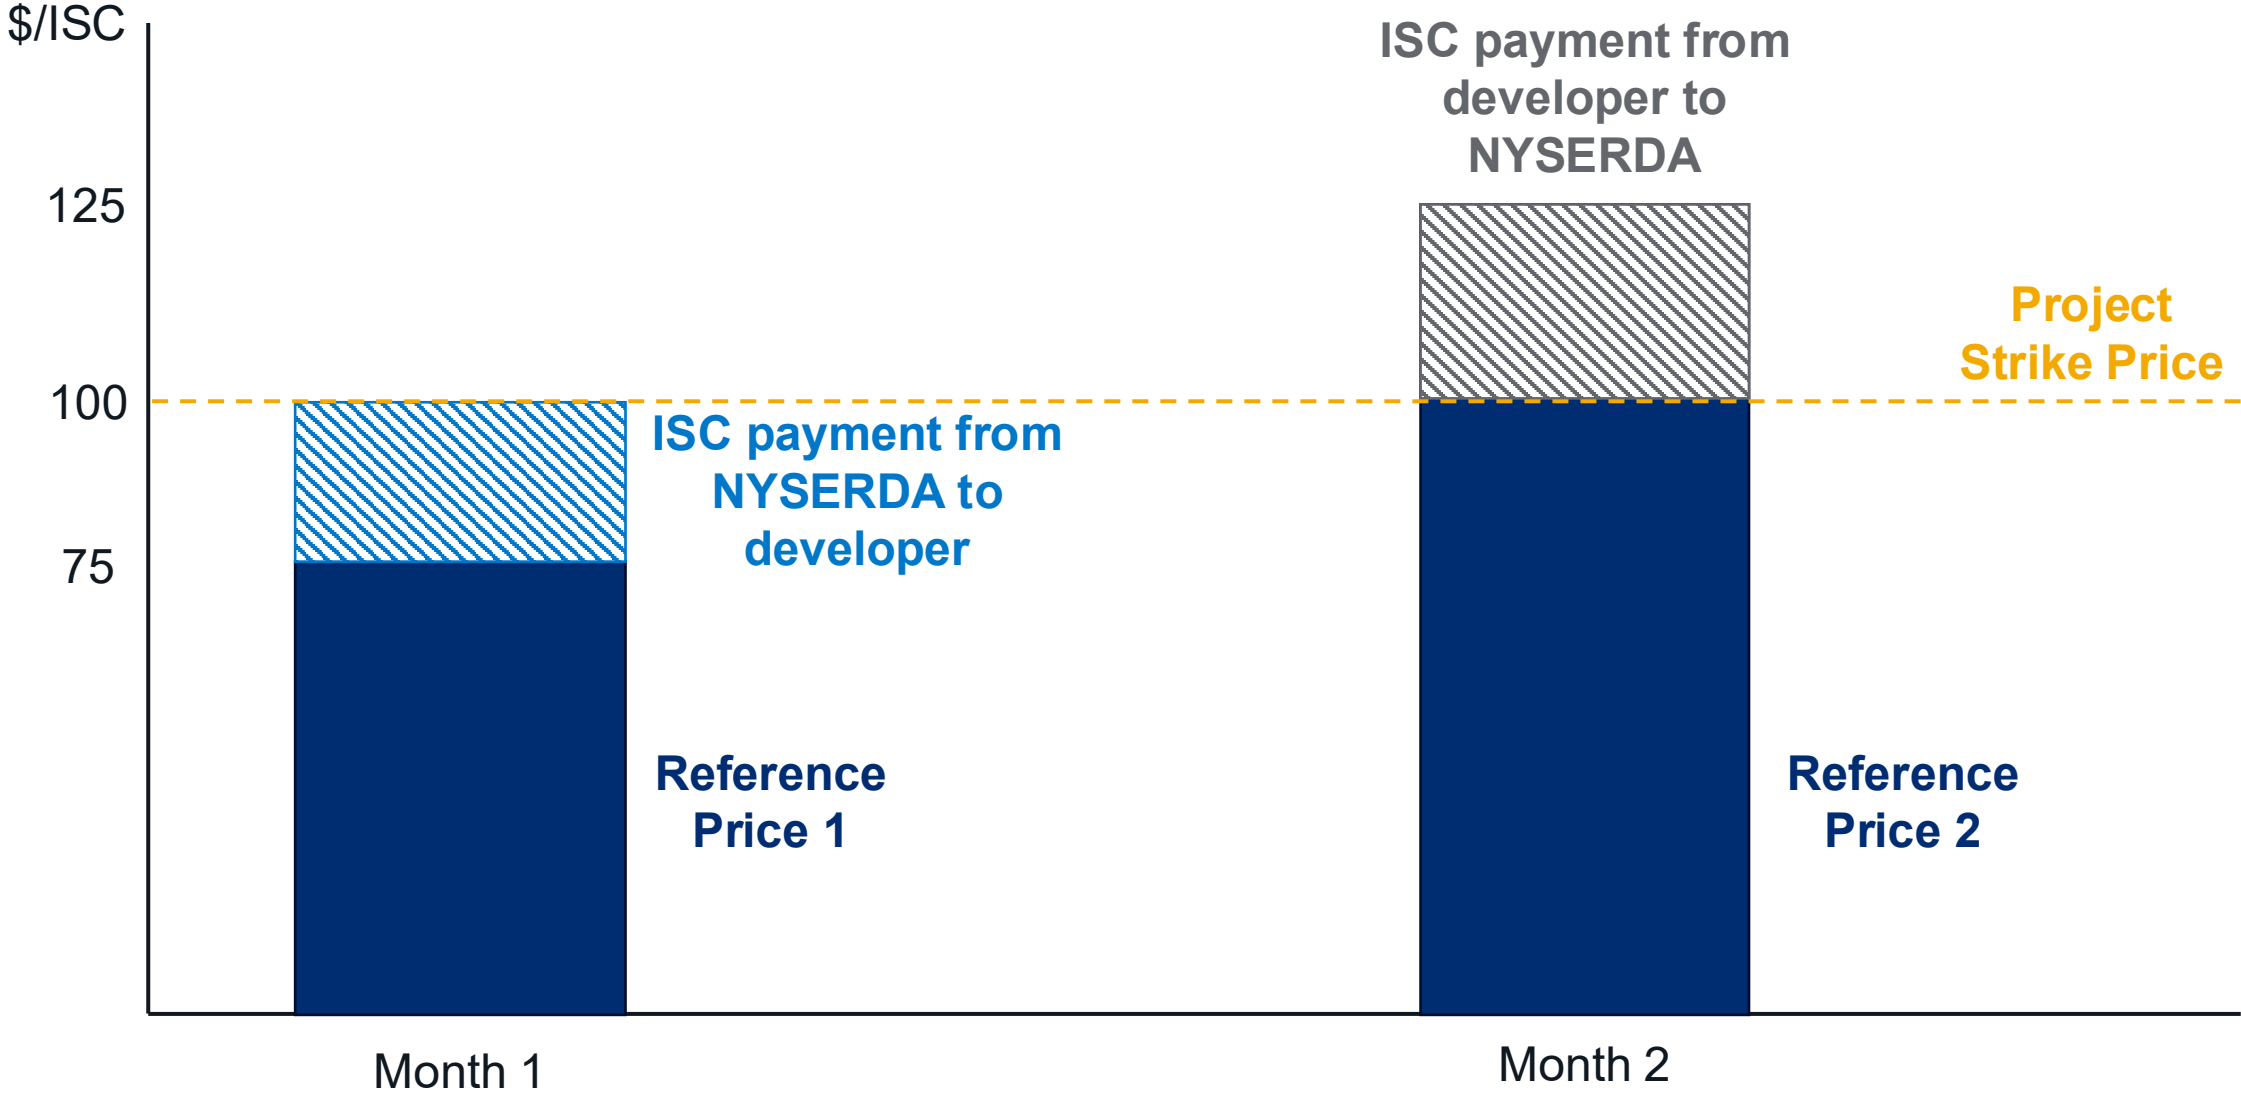 $/ISC
ISC payment from
developer to
NYSERDA
125
Project
Strike Price
100
ISC payment from
NYSERDA to
developer
75
Reference
Price 1
Reference
Price 2
Month 1
Month 2